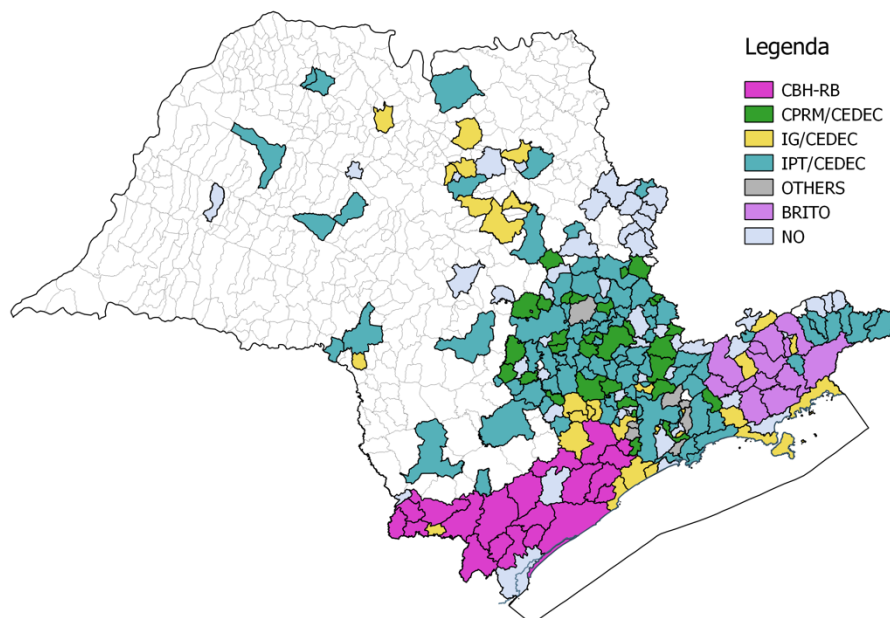 Legenda
CBH-RB
CPRM/CEDEC
IG/CEDEC
IPT/CEDEC
OTHERS
BRITO
NO